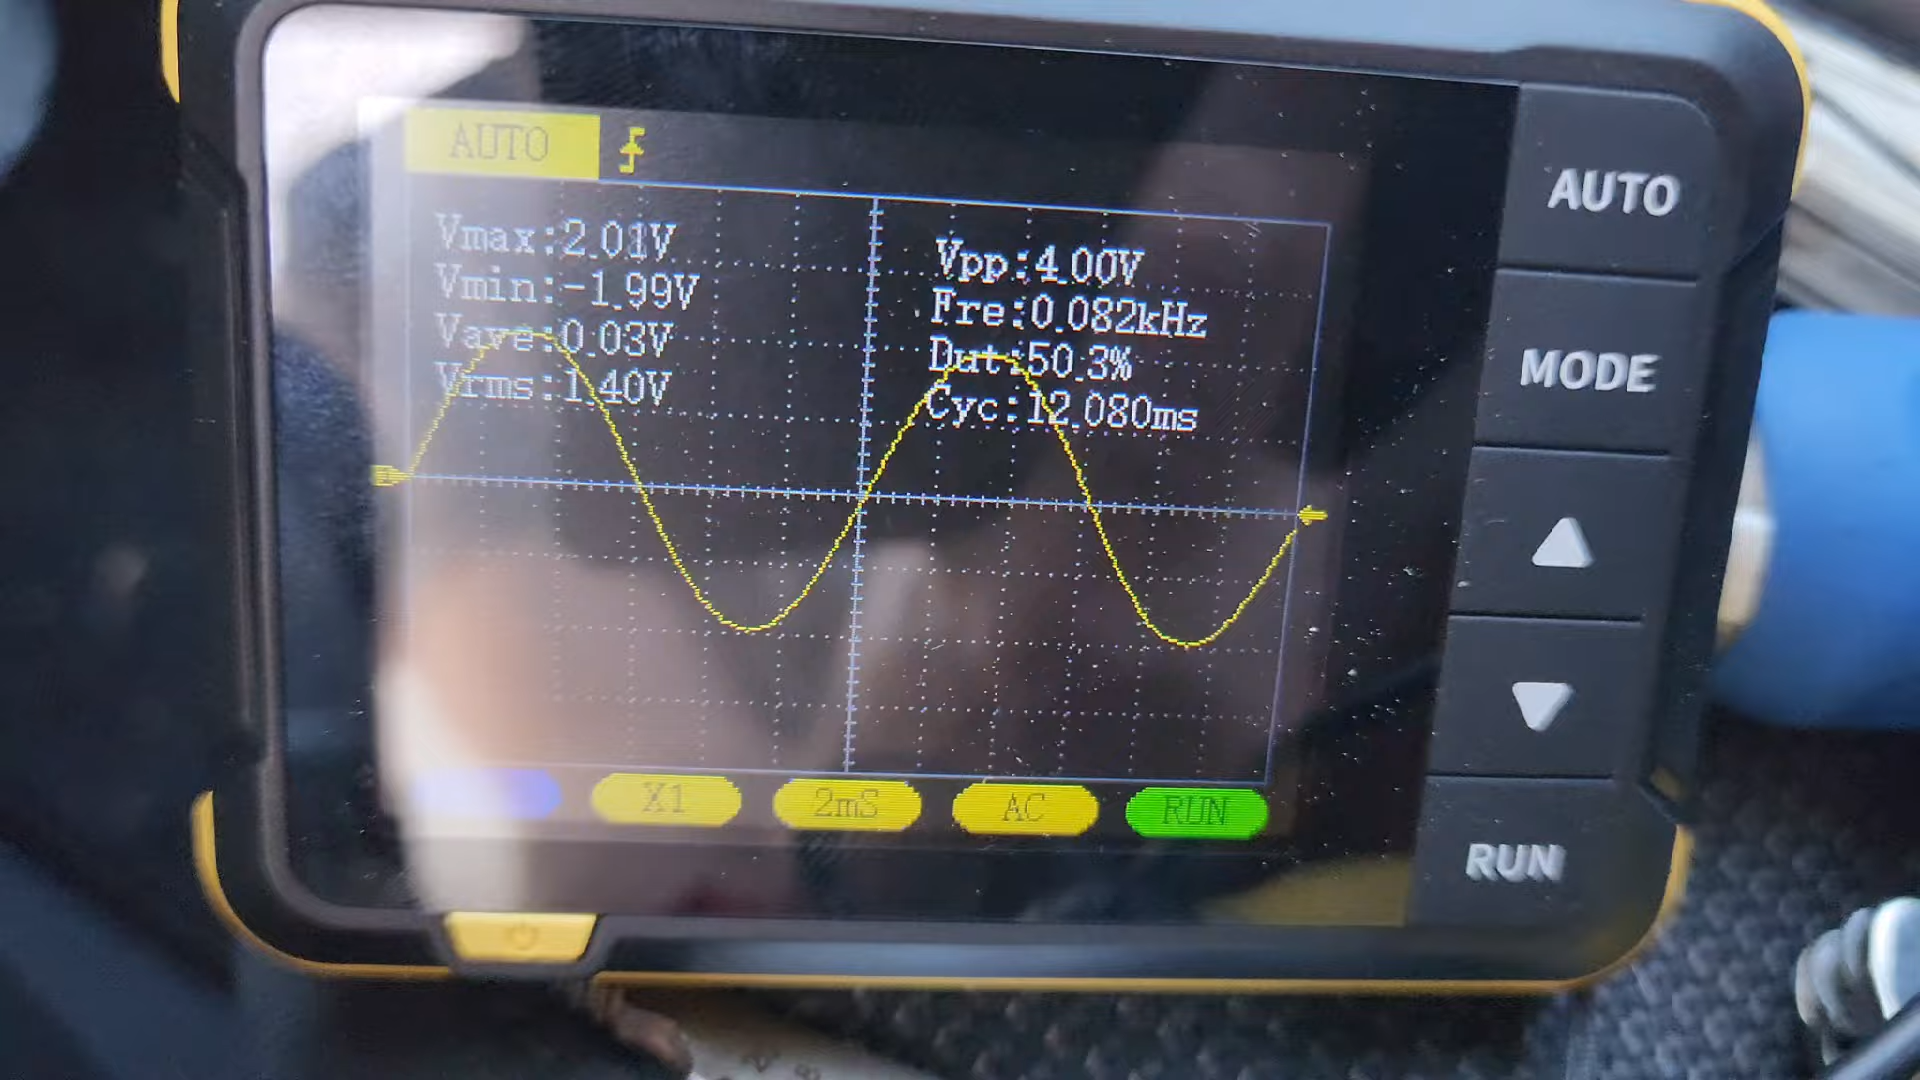 AUTO
Vmax:2.01V
Vmin:-1.99V
Vave:0.03V
Vrms:1.40V
Vpp:4.00V
Fre:0.082kHz
Dut:50.3%
Cyc:12.080ms
X1
2mS
AC
RUN
AUTO
MODE
RUN